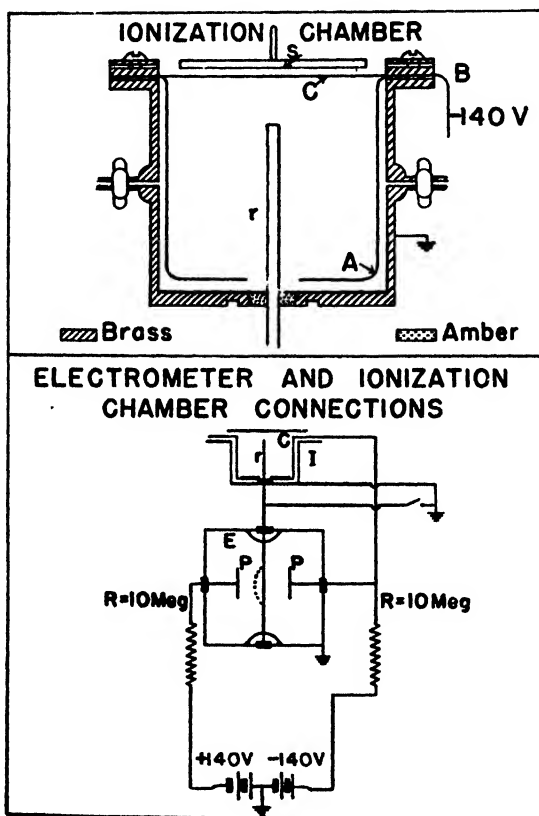 IONIZATION CHAMBER
S
C
B
-140 V
r
A
Brass
Amber
ELECTROMETER AND IONIZATION
CHAMBER CONNECTIONS
C
r
I
E
P
P
R=10Meg
R=10Meg
+140V
-140V